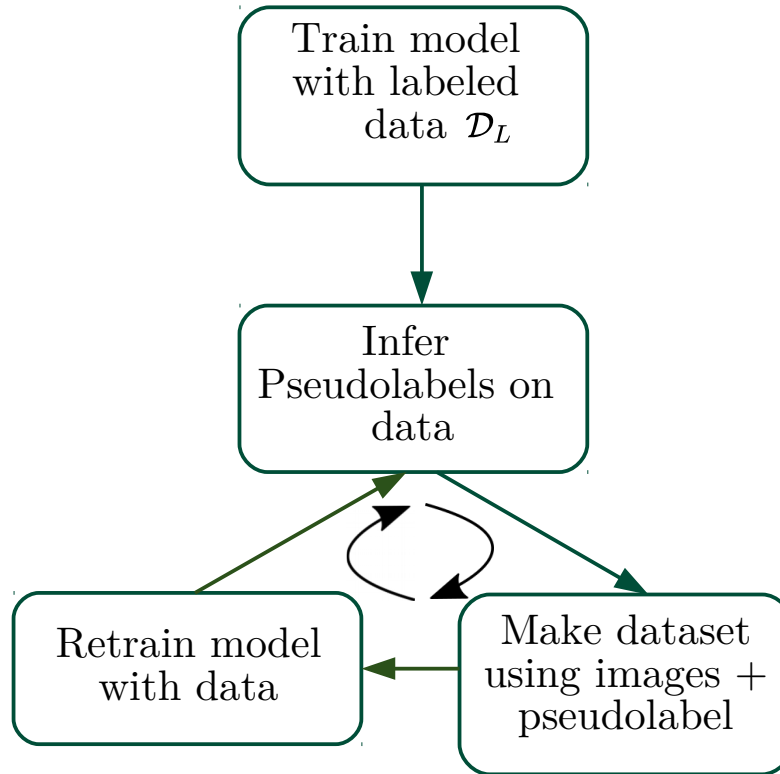 Train model
with labeled
data 𝒟_L
Infer
Pseudolabels on
data
Make dataset
using images +
pseudolabel
Retrain model
with data